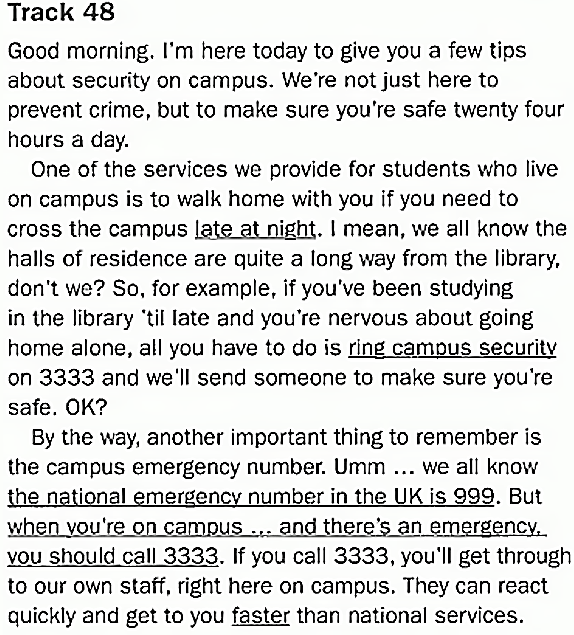 Track 48
Good morning. I'm here today to give you a few tips
about security on campus. We're not just here to
prevent crime, but to make sure you're safe twenty four
hours a day.
One of the services we provide for students who live
on campus is to walk home with you if you need to
cross the campus late at night. I mean, we all know the
halls of residence are quite a long way from the library,
don't we? So, for example, if you've been studying
in the library 'til late and you're nervous about going
home alone, all you have to do is ring campus security
on 3333 and we'll send someone to make sure you're
safe. OK?
By the way, another important thing to remember is
the campus emergency number. Umm ... we all know
the national emergency number in the UK is 999. But
when you're on campus ... and there's an emergency,
you should call 3333. If you call 3333, you'll get through
to our own staff, right here on campus. They can react
quickly and get to you faster than national services.